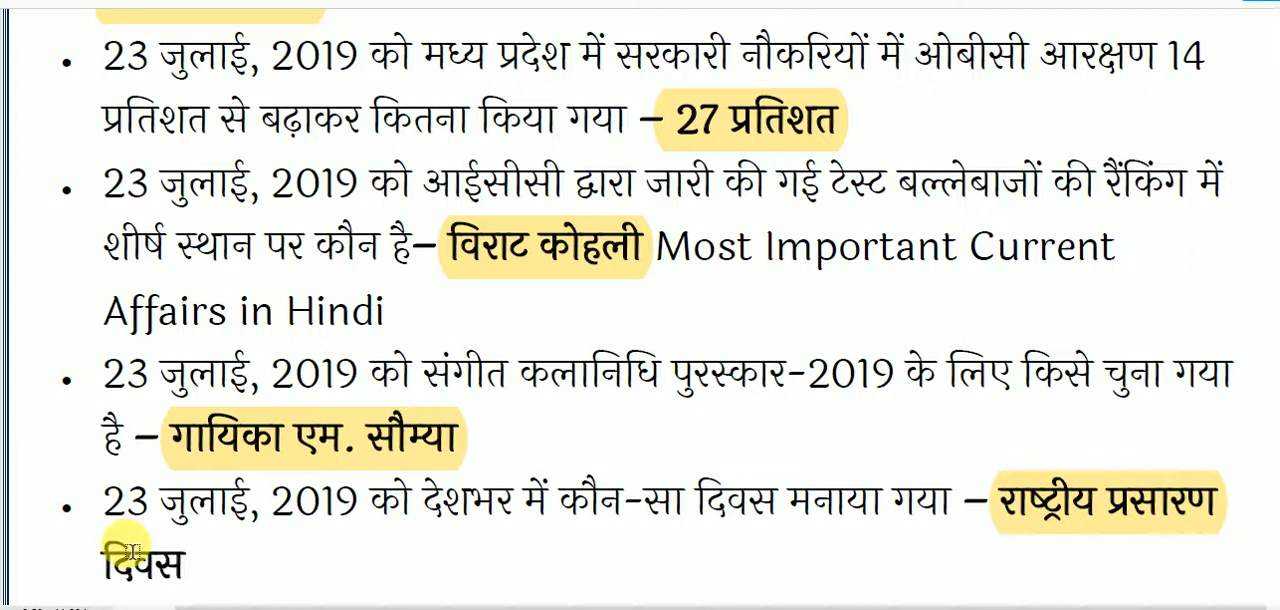 23 जुलाई, 2019 को मध्य प्रदेश में सरकारी नौकरियों में ओबीसी आरक्षण 14
प्रतिशत से बढ़ाकर कितना किया गया – 27 प्रतिशत
23 जुलाई, 2019 को आईसीसी द्वारा जारी की गई टेस्ट बल्लेबाजों की रैंकिंग में
शीर्ष स्थान पर कौन है– विराट कोहली Most Important Current
Affairs in Hindi
23 जुलाई, 2019 को संगीत कलानिधि पुरस्कार-2019 के लिए किसे चुना गया
है – गायिका एम. सौम्या
23 जुलाई, 2019 को देशभर में कौन-सा दिवस मनाया गया – राष्ट्रीय प्रसारण
दिवस